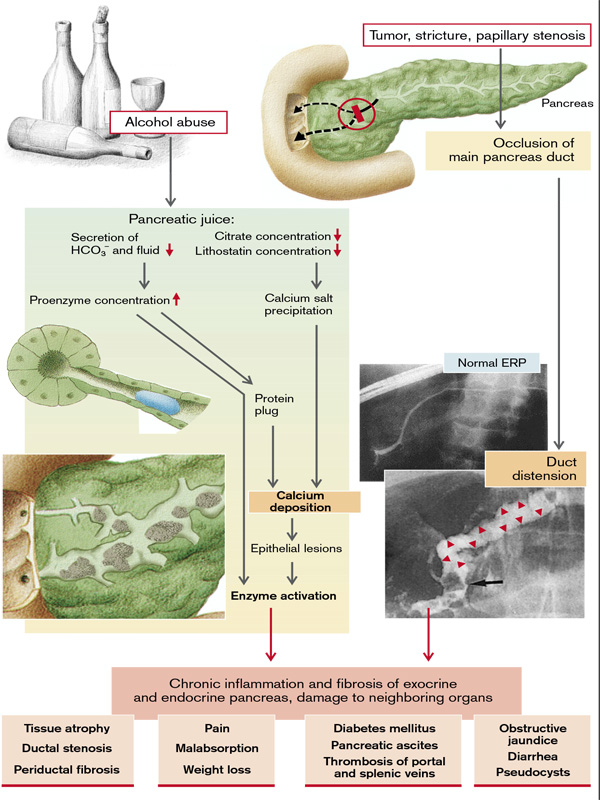 Tumor, stricture, papillary stenosis
Alcohol abuse
Pancreas
Occlusion of
main pancreas duct
Pancreatic juice:
Secretion of
HCO₃⁻ and fluid
Citrate concentration
Lithostatin concentration
Proenzyme concentration
Calcium salt
precipitation
Normal ERP
Protein
plug
Duct
distension
Calcium
deposition
Epithelial lesions
Enzyme activation
Chronic inflammation and fibrosis of exocrine
and endocrine pancreas, damage to neighboring organs
Tissue atrophy
Ductal stenosis
Periductal fibrosis
Pain
Malabsorption
Weight loss
Diabetes mellitus
Pancreatic ascites
Thrombosis of portal
and splenic veins
Obstructive
jaundice
Diarrhea
Pseudocysts